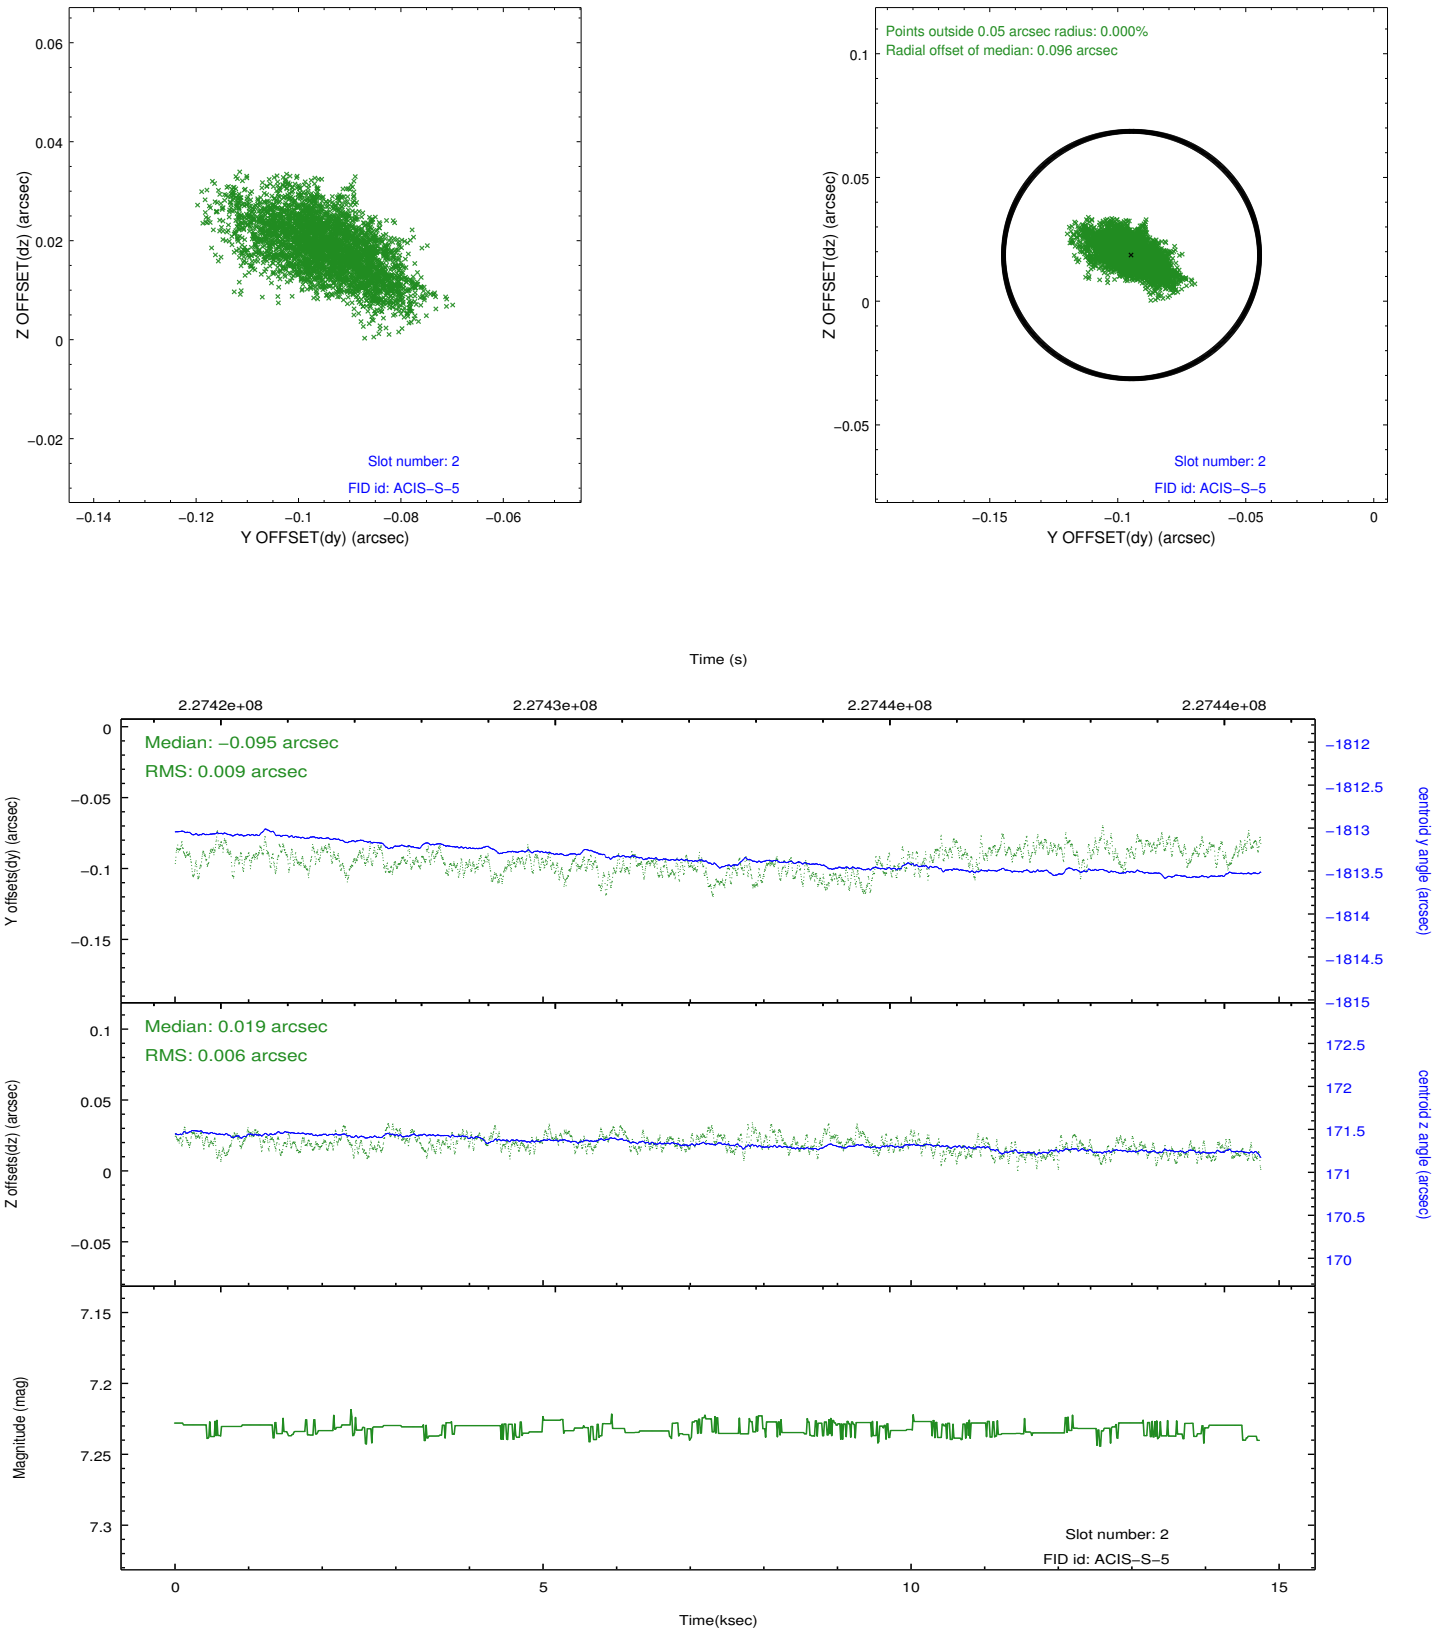 0.06
0.04
0.02
0
−0.02
Z OFFSET(dz) (arcsec)
Slot number: 2
FID id: ACIS−S−5
−0.14
−0.12
−0.1
−0.08
−0.06
Y OFFSET(dy) (arcsec)
Points outside 0.05 arcsec radius: 0.000%
Radial offset of median: 0.096 arcsec
0.1
0.05
0
−0.05
Z OFFSET(dz) (arcsec)
Slot number: 2
FID id: ACIS−S−5
−0.15
−0.1
−0.05
0
Y OFFSET(dy) (arcsec)
Time (s)
2.2742e+08
2.2743e+08
2.2744e+08
2.2744e+08
Median: −0.095 arcsec
RMS: 0.009 arcsec
0
−0.05
−0.1
−0.15
Y offsets(dy) (arcsec)
−1812
−1812.5
−1813
−1813.5
−1814
−1814.5
−1815
centroid y angle (arcsec)
Median: 0.019 arcsec
RMS: 0.006 arcsec
0.1
0.05
0
−0.05
Z offsets(dz) (arcsec)
172.5
172
171.5
171
170.5
170
centroid z angle (arcsec)
7.15
7.2
7.25
7.3
Magnitude (mag)
Slot number: 2
FID id: ACIS−S−5
0
5
10
15
Time(ksec)